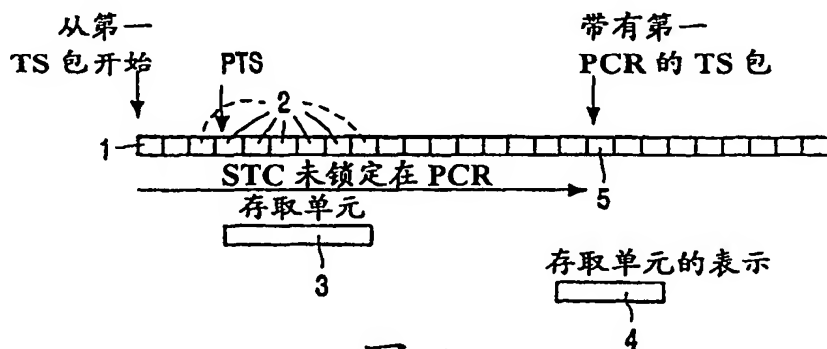 从第一
TS 包开始
PTS
带有第一
PCR 的 TS 包
2
1
STC 未锁定在 PCR
5
存取单元
3
存取单元的表示
4